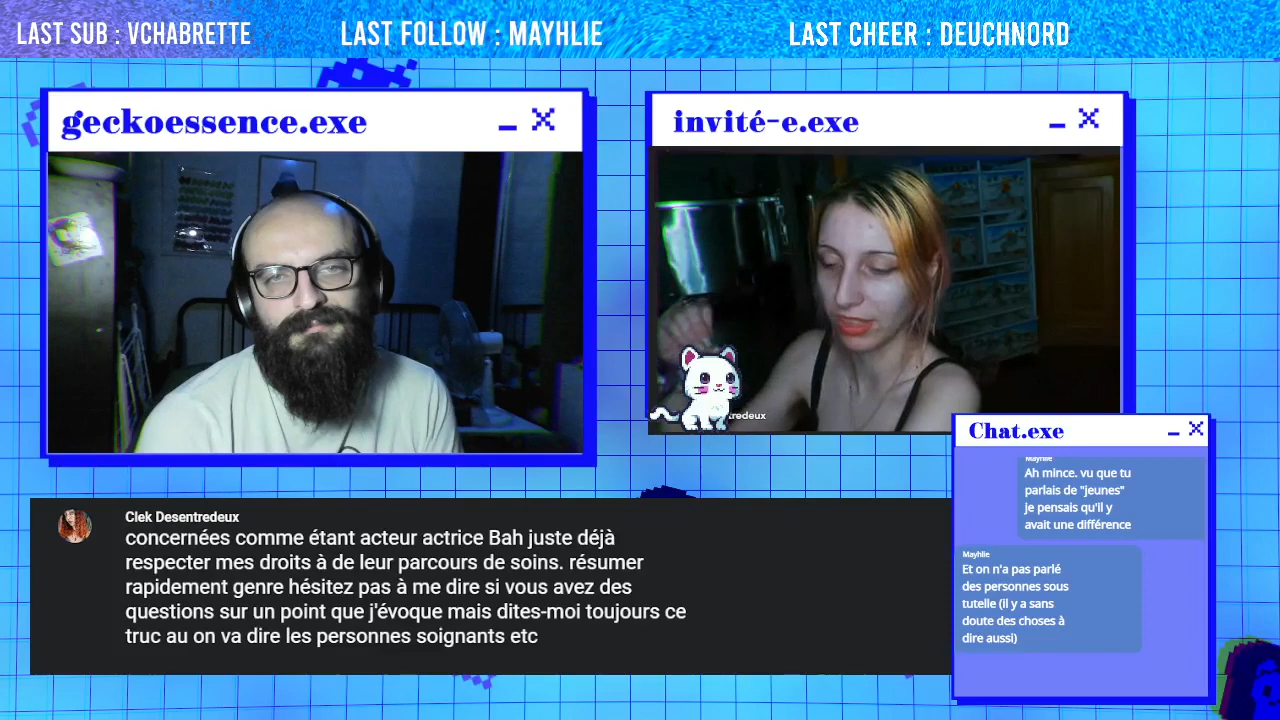 LAST SUB : VCHABRETTE
LAST FOLLOW : MAYHLIE
LAST CHEER : DEUCHNORD
geckoessence.exe
invité-e.exe
redeux
Chat.exe
Mayhlie
Ah mince. vu que tu
parlais de "jeunes"
je pensais qu'il y
avait une différence
Mayhlie
Et on n'a pas parlé
des personnes sous
tutelle (il y a sans
doute des choses à
dire aussi)
Clek Desentredeux
concernées comme étant acteur actrice Bah juste déjà
respecter mes droits à de leur parcours de soins. résumer
rapidement genre hésitez pas à me dire si vous avez des
questions sur un point que j'évoque mais dites-moi toujours ce
truc au on va dire les personnes soignants etc